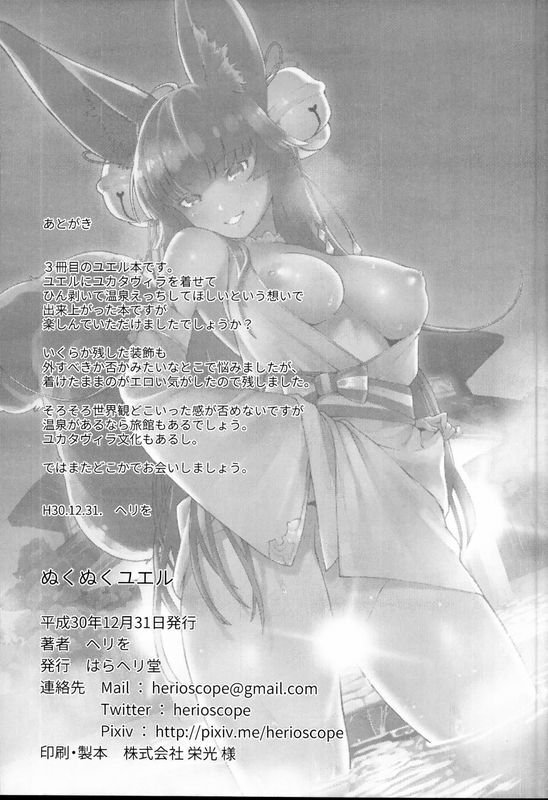 あとがき
３冊目のユエル本です。
ユエルにユカタヴィラを着せて
ひん剥いて温泉えっちしてほしいという想いで
出来上がった本ですが
楽しんでいただけましたでしょうか？
いくらか残した装飾も
外すべきか否かみたいなとこで悩みましたが、
着けたままのがエロい気がしたので残しました。
そろそろ世界観どこいった感が否めないですが
温泉があるなら旅館もあるでしょう。
ユカタヴィラ文化もあるし。
ではまたどこかでお会いしましょう。
H30.12.31.　ヘリを
ぬくぬくユエル
平成30年12月31日発行
著者　ヘリを
発行　はらヘリ堂
連絡先　Mail： herioscope@gmail.com
Twitter： herioscope
Pixiv： http://pixiv.me/herioscope
印刷・製本　株式会社 栄光 様